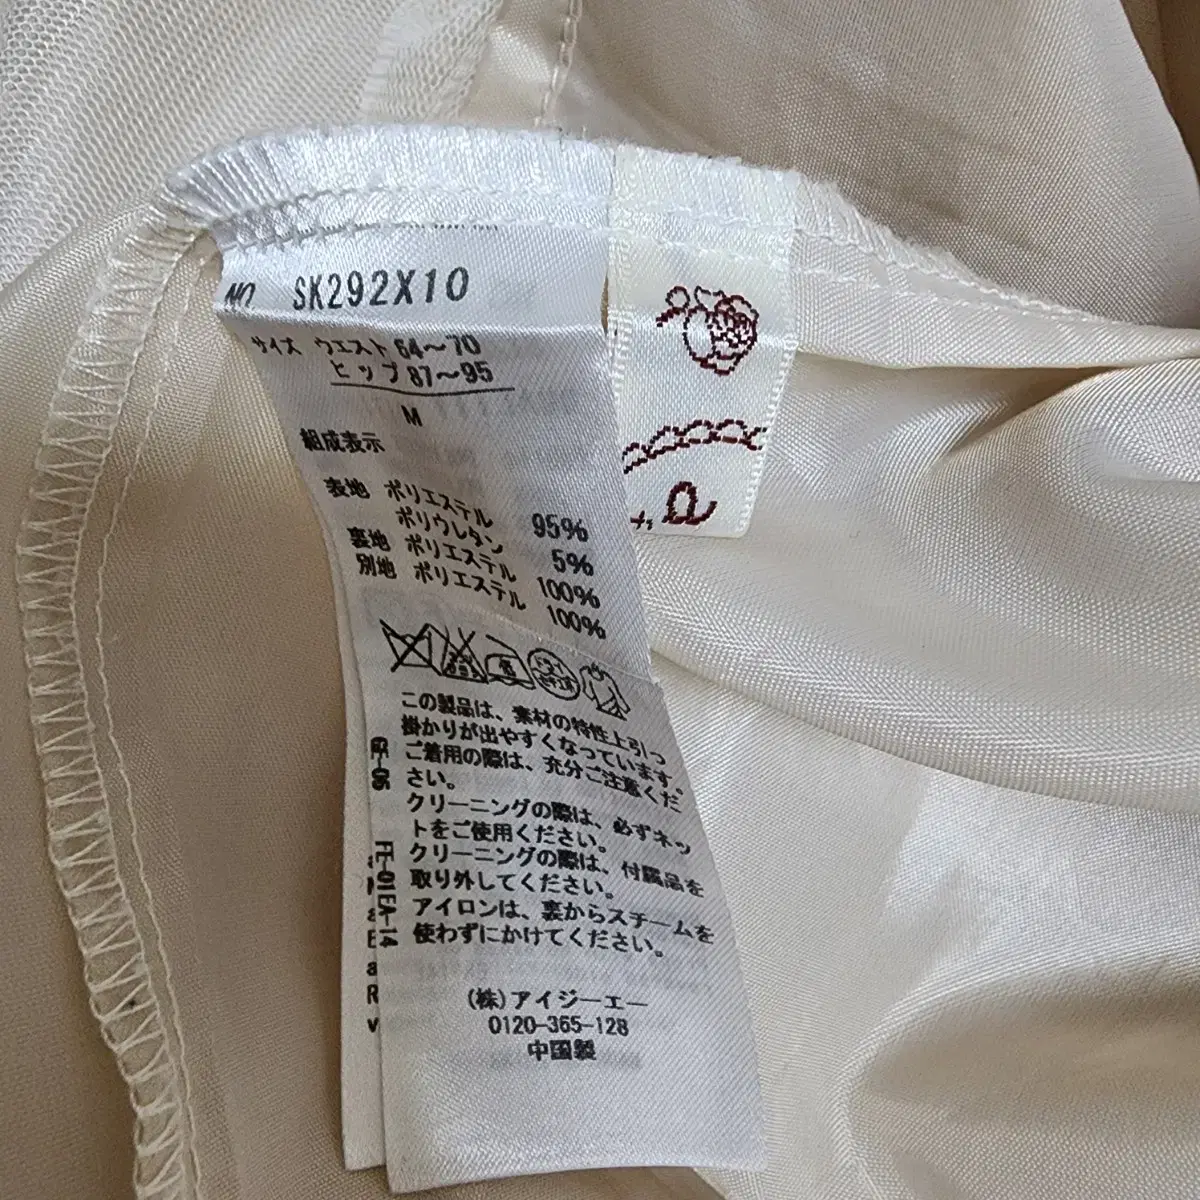 NO SK292X10
サイズ ウエスト 64～70
ヒップ 87～95
M
組成表示
表地 ポリエステル 95%
ポリウレタン 5%
裏地 ポリエステル 100%
別地 ポリエステル 100%
この製品は、素材の特性上引っ
掛かりが出やすくなっています。
ご着用の際は、充分ご注意くだ
さい。
クリーニングの際は、必ずネッ
トをご使用ください。
クリーニングの際は、付属品を
取り外してください。
アイロンは、裏からスチームを
使わずにかけてください。
(株)アイジーエー
0120-365-128
中国製